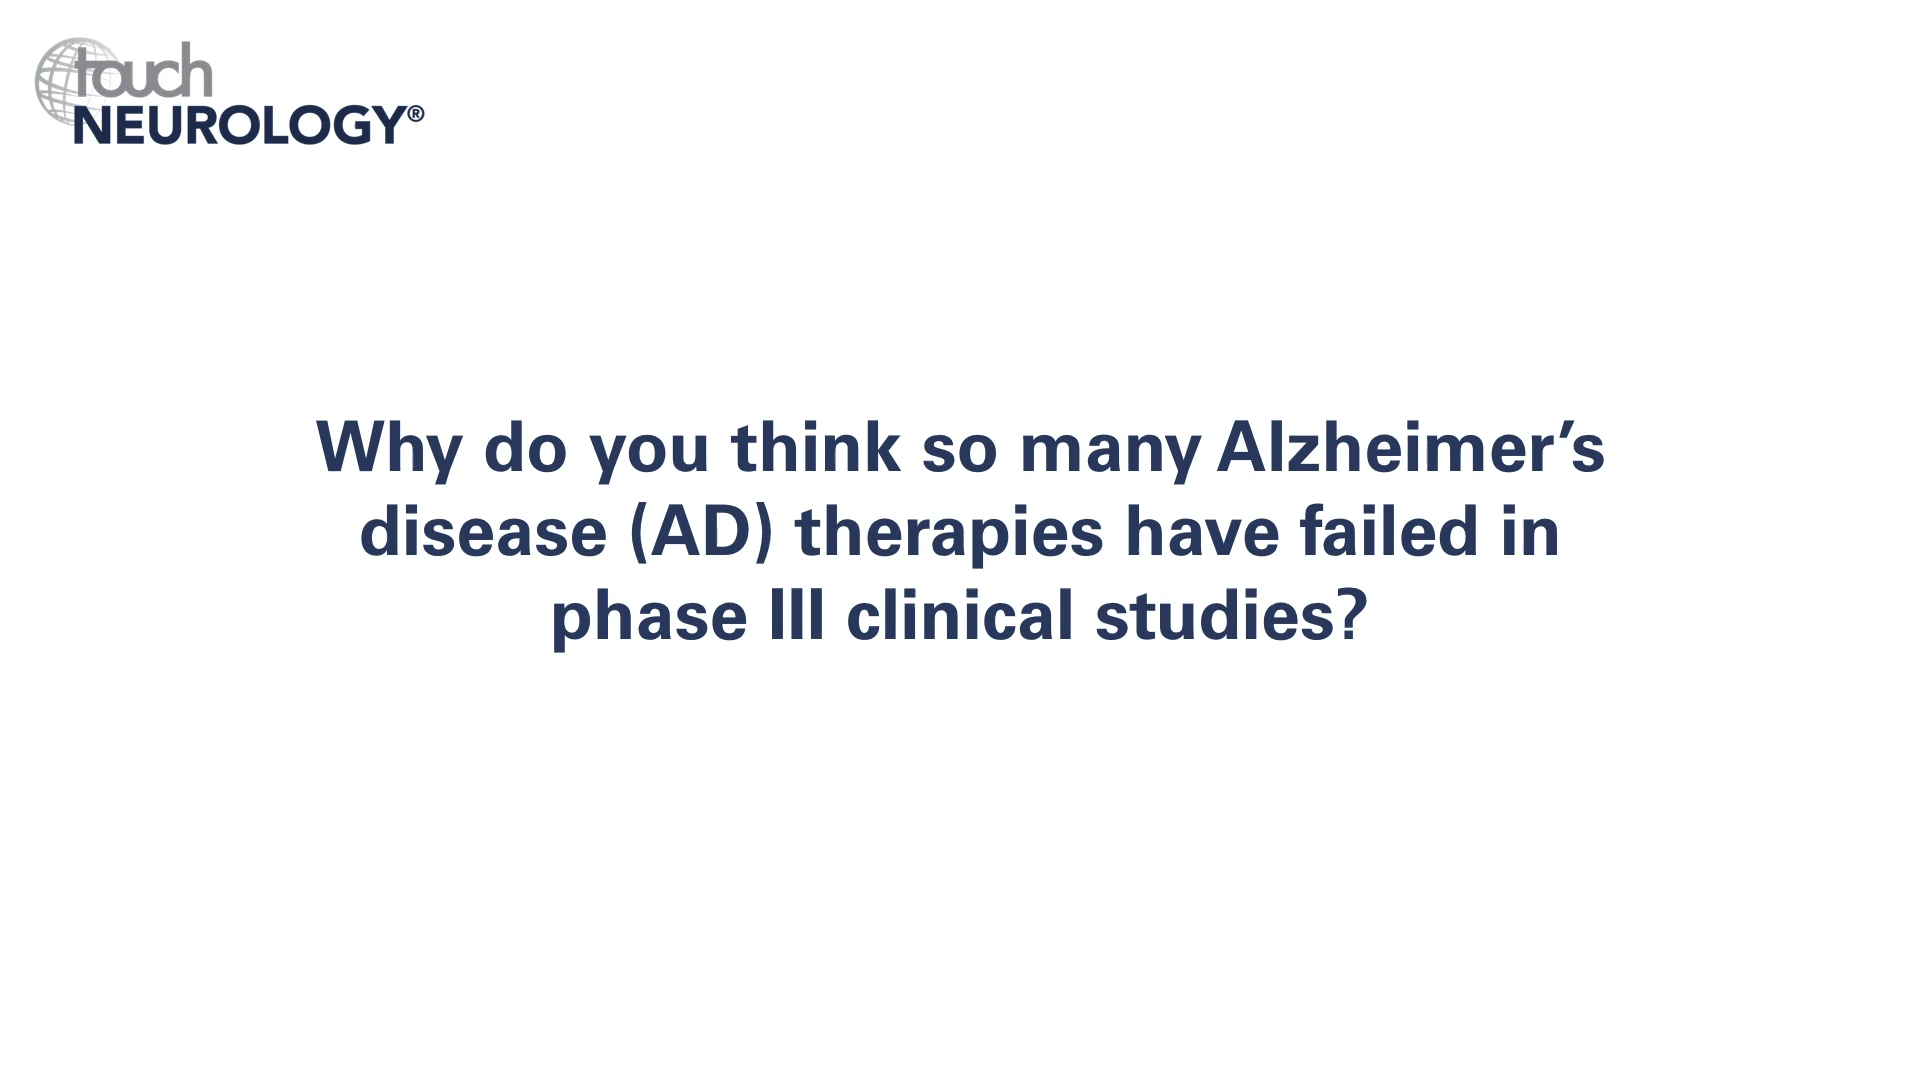 touch
NEUROLOGY®
Why do you think so many Alzheimer’s
disease (AD) therapies have failed in
phase III clinical studies?